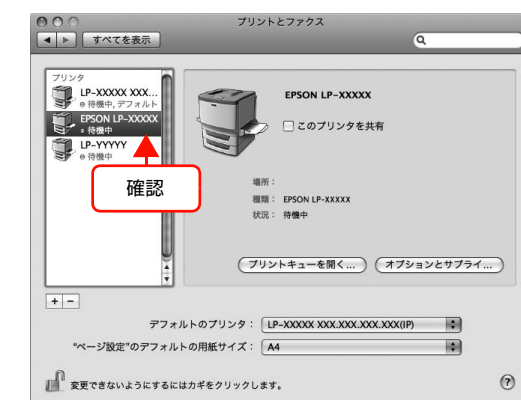 プリントとファクス
すべてを表示
プリンタ
LP-XXXXX XXX...
待機中, デフォルト
EPSON LP-XXXXX
待機中
LP-YYYYY
待機中
確認
EPSON LP-XXXXX
このプリンタを共有
場所：
種類： EPSON LP-XXXXX
状況： 待機中
プリントキューを開く... オプションとサプライ...
+ −
デフォルトのプリンタ： LP-XXXXX XXX.XXX.XXX.XXX(IP)
"ページ設定"のデフォルトの用紙サイズ： A4
変更できないようにするにはカギをクリックします。 ?